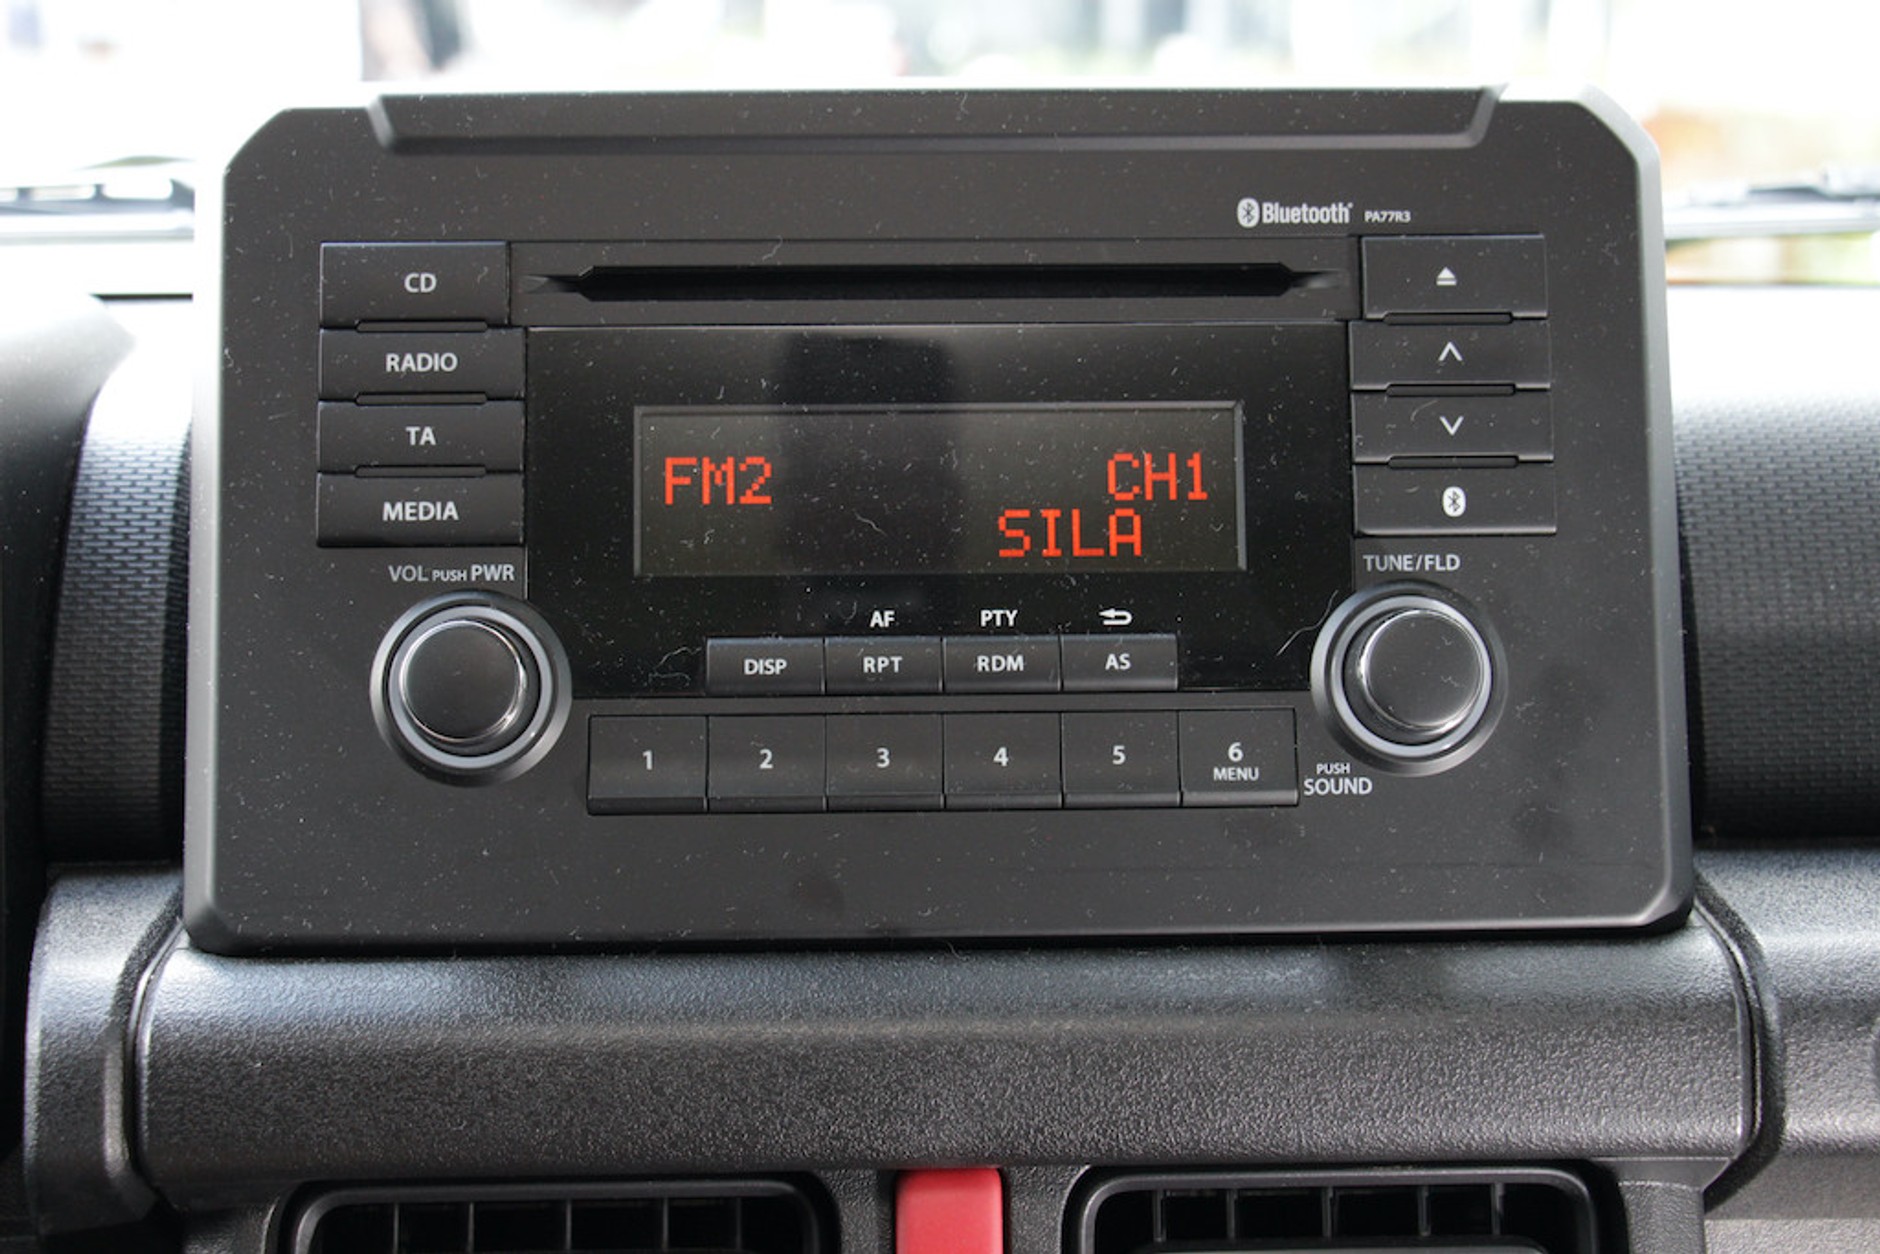 Bluetooth® PA77R3
CD
RADIO
TA
MEDIA
FM2 CH1
SILA
VOL PUSH PWR
TUNE/FLD
AF PTY
DISP RPT RDM AS
1 2 3 4 5 6
MENU
PUSH
SOUND